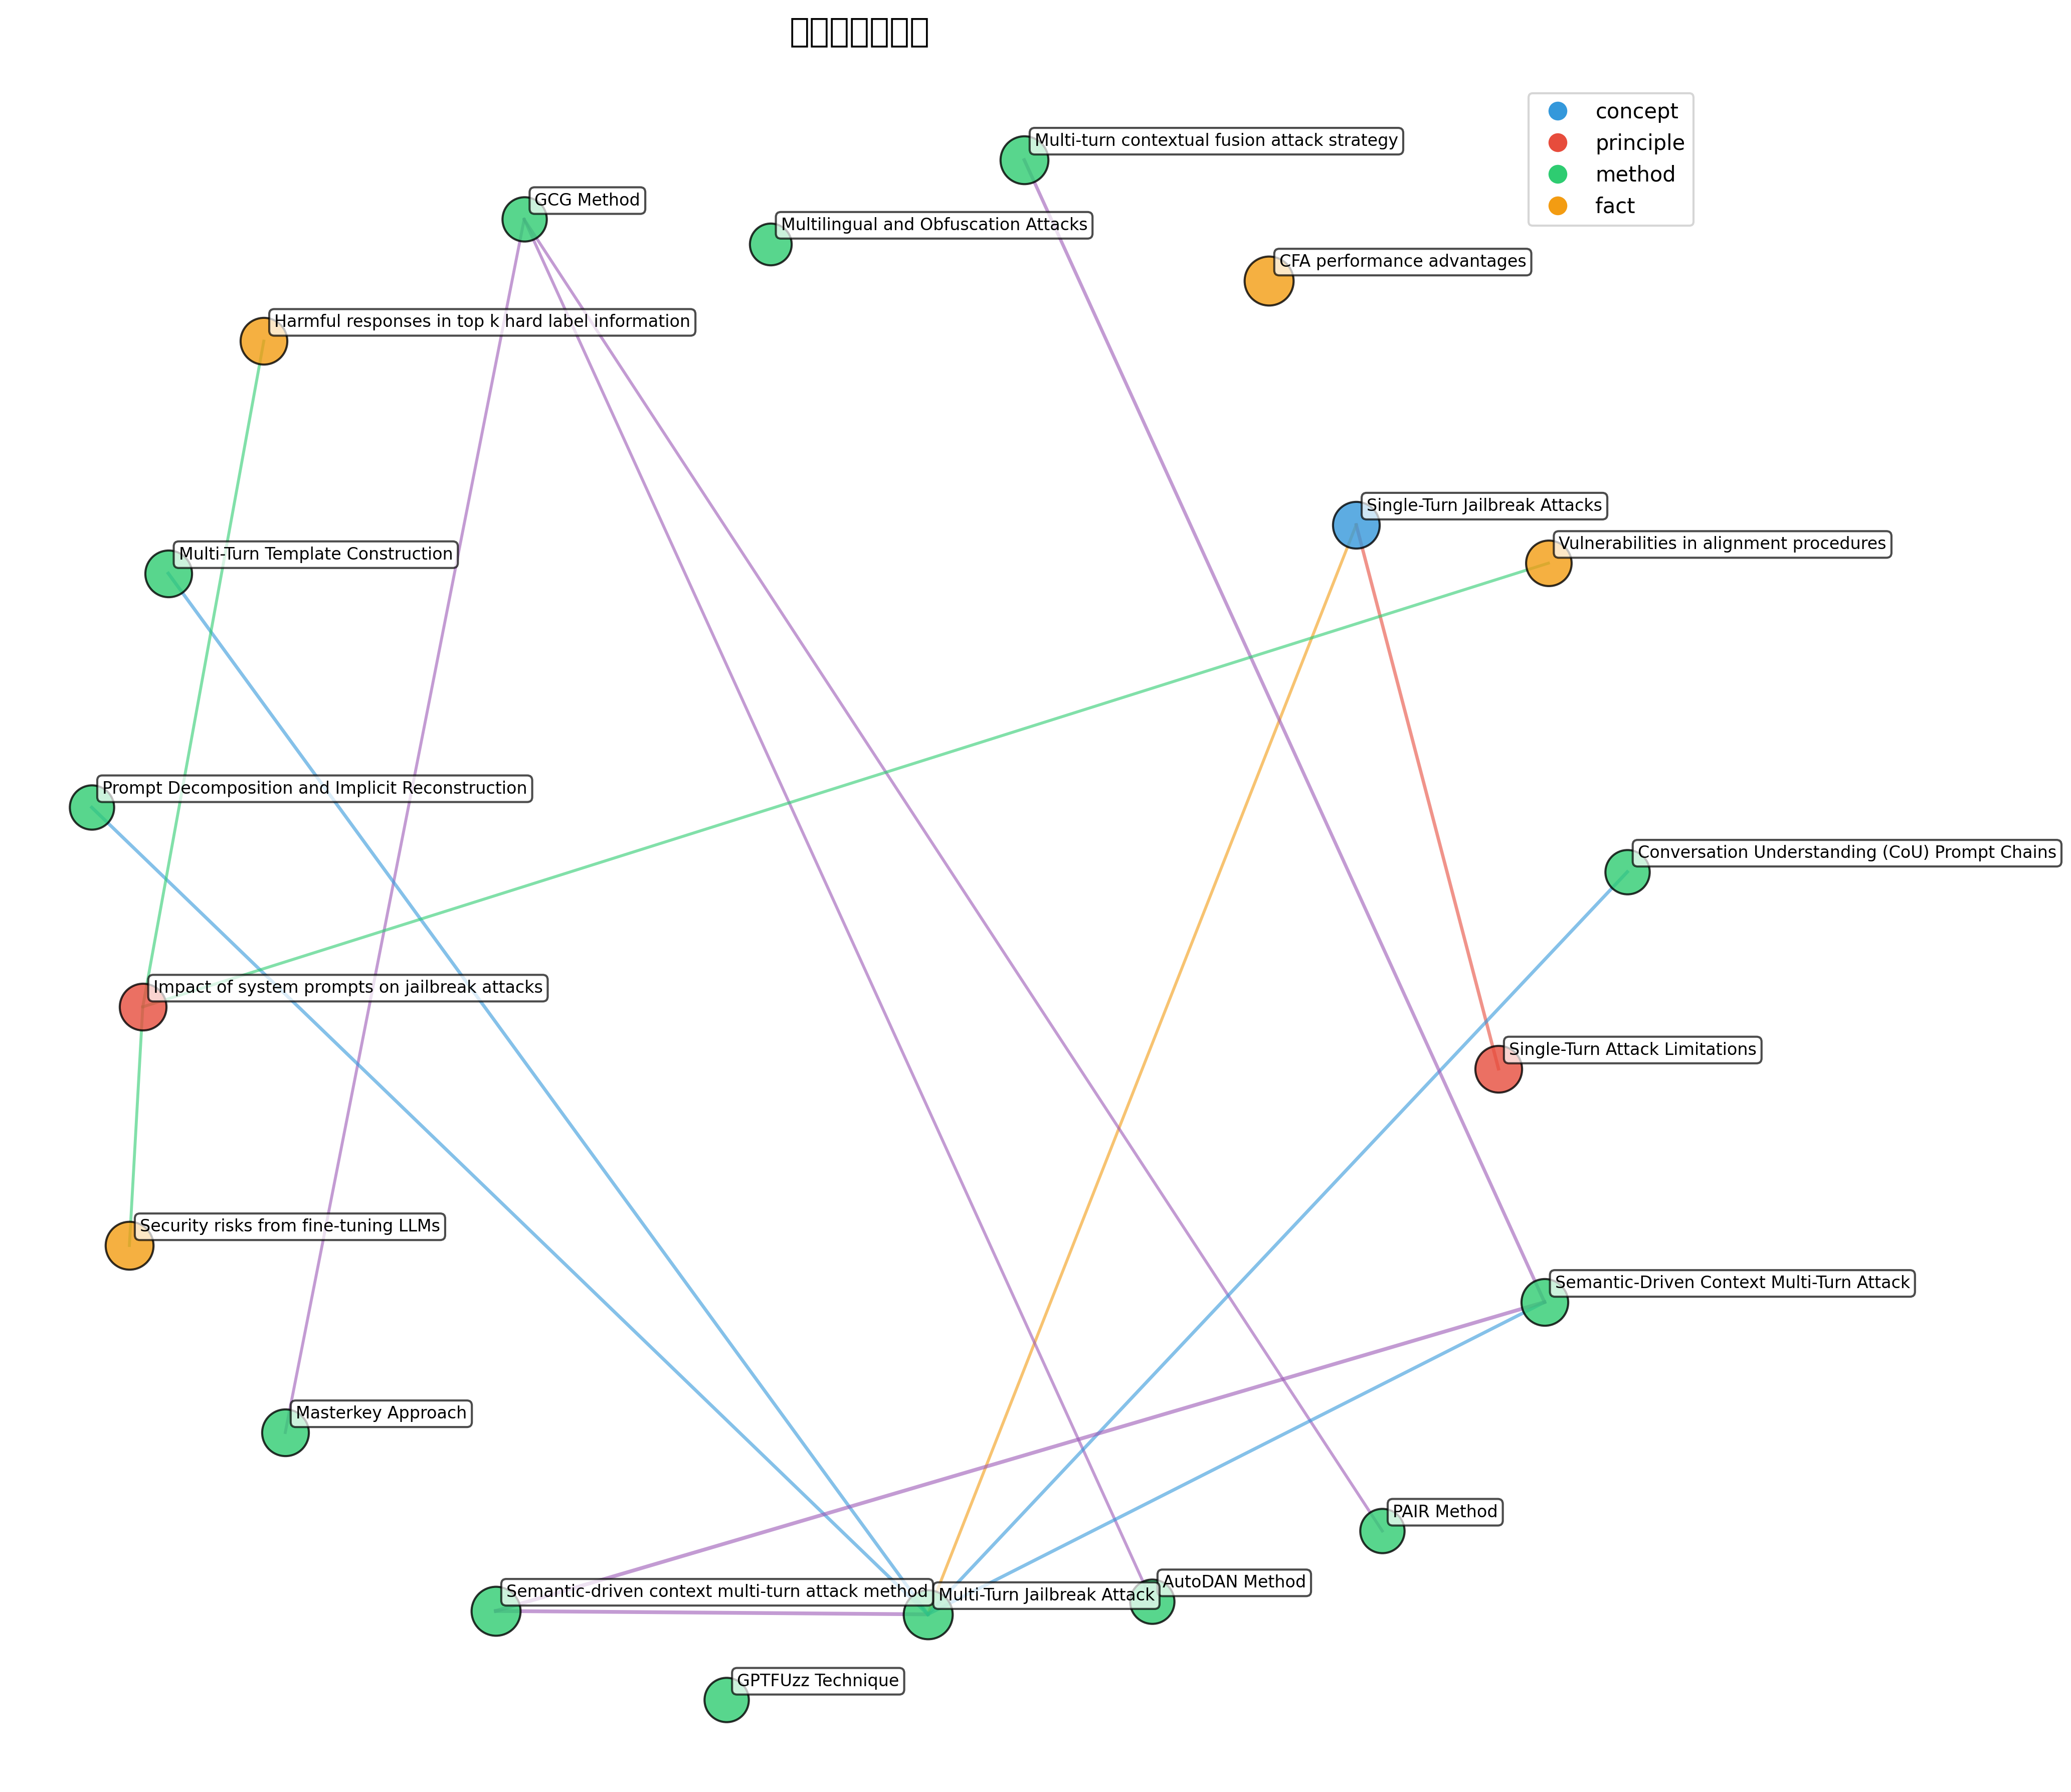 concept
principle
method
fact
Multi-turn contextual fusion attack strategy
GCG Method
Multilingual and Obfuscation Attacks
CFA performance advantages
Harmful responses in top k hard label information
Single-Turn Jailbreak Attacks
Vulnerabilities in alignment procedures
Multi-Turn Template Construction
Prompt Decomposition and Implicit Reconstruction
Conversation Understanding (CoU) Prompt Chains
Impact of system prompts on jailbreak attacks
Single-Turn Attack Limitations
Security risks from fine-tuning LLMs
Semantic-Driven Context Multi-Turn Attack
Masterkey Approach
PAIR Method
AutoDAN Method
Semantic-driven context multi-turn attack method
Multi-Turn Jailbreak Attack
GPTFUzz Technique